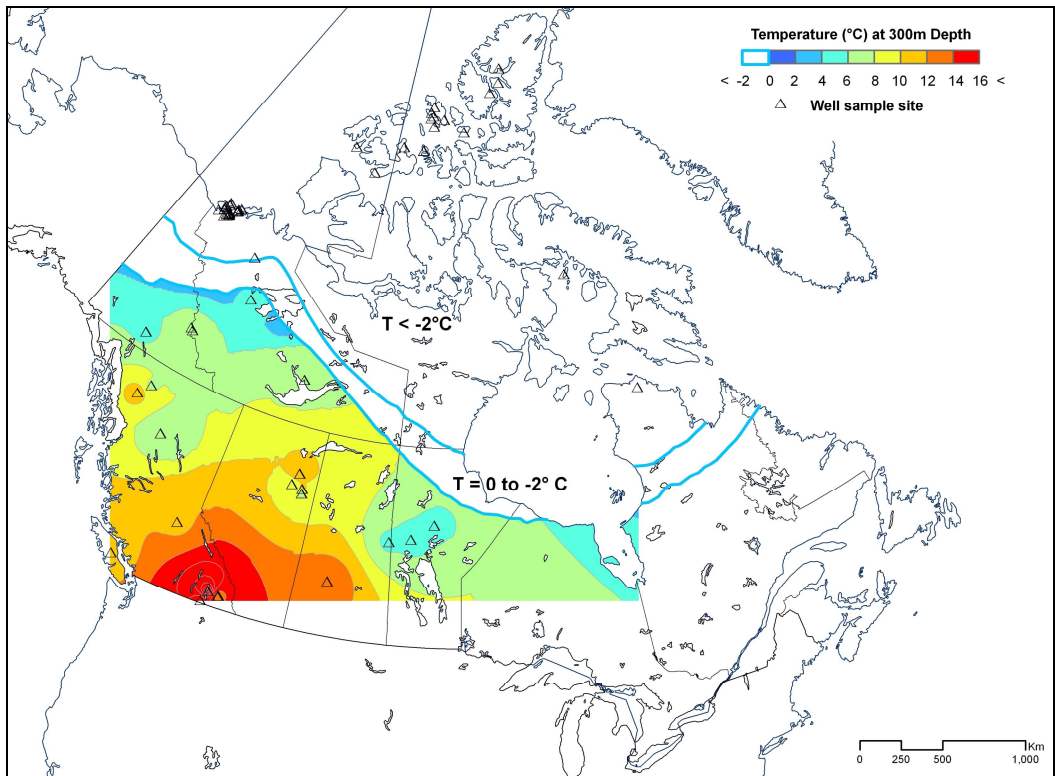 Temperature (°C) at 300m Depth
< -2 0 2 4 6 8 10 12 14 16 <
Well sample site
T < -2°C
T = 0 to -2° C
Km
0 250 500 1,000